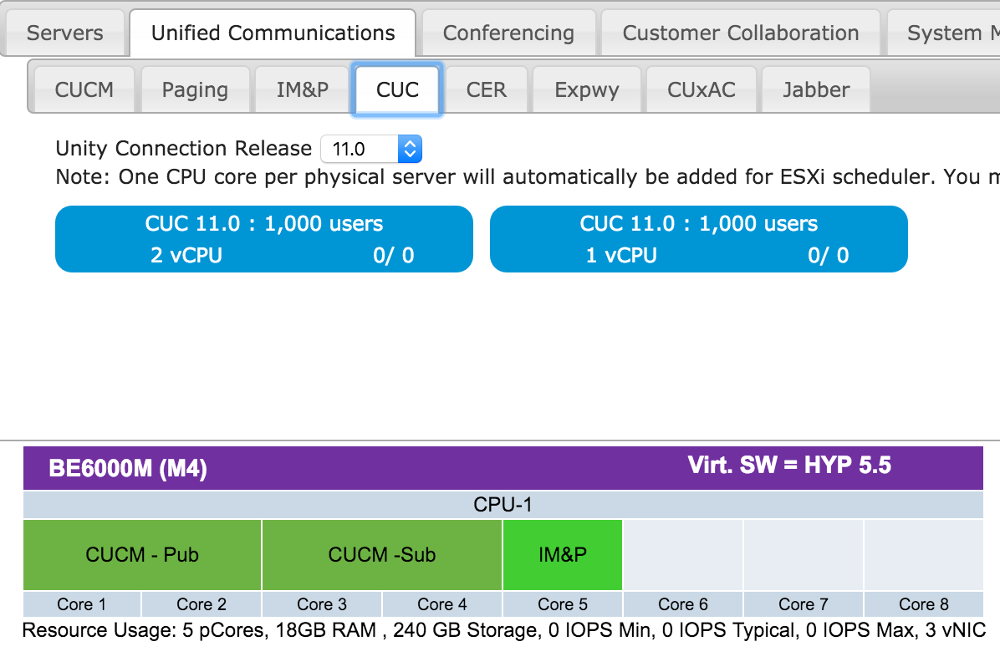 Servers Unified Communications Conferencing Customer Collaboration System
CUCM Paging IM&P CUC CER Expwy CUxAC Jabber
Unity Connection Release 11.0
Note: One CPU core per physical server will automatically be added for ESXi scheduler. You
CUC 11.0 : 1,000 users CUC 11.0 : 1,000 users
2 vCPU 0/ 0 1 vCPU 0/ 0
BE6000M (M4) Virt. SW = HYP 5.5
CPU-1
CUCM - Pub CUCM -Sub IM&P
Core 1 Core 2 Core 3 Core 4 Core 5 Core 6 Core 7 Core 8
Resource Usage: 5 pCores, 18GB RAM , 240 GB Storage, 0 IOPS Min, 0 IOPS Typical, 0 IOPS Max, 3 vNIC